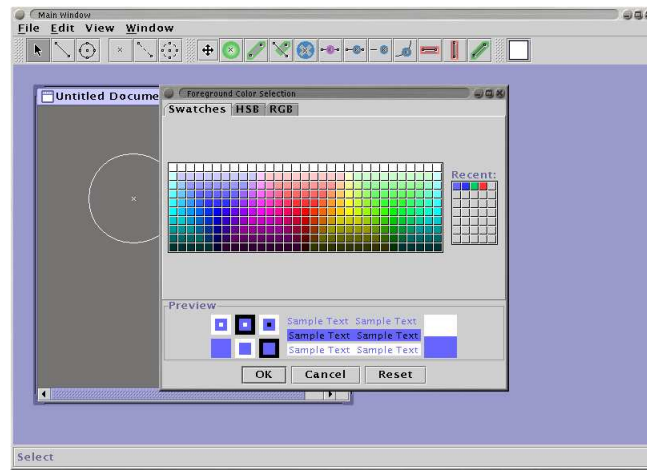 Main Window
File Edit View Window
Untitled Docume
Foreground Color Selection
Swatches HSB RGB
Recent:
Preview
Sample Text Sample Text
Sample Text Sample Text
Sample Text Sample Text
OK Cancel Reset
Select